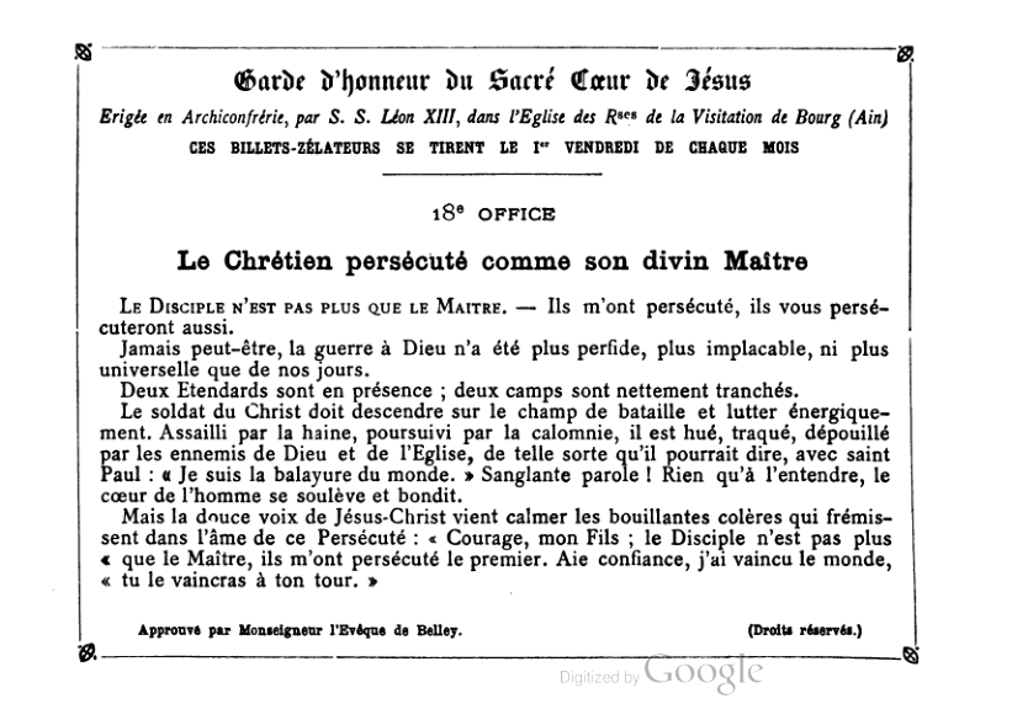 Garde d'honneur du Sacré Cœur de Jésus
Erigée en Archiconfrérie, par S. S. Léon XIII, dans l'Eglise des Rses de la Visitation de Bourg (Ain)
CES BILLETS-ZÉLATEURS SE TIRENT LE Ier VENDREDI DE CHAQUE MOIS
18e OFFICE
Le Chrétien persécuté comme son divin Maître
LE DISCIPLE N'EST PAS PLUS QUE LE MAITRE. — Ils m'ont persécuté, ils vous persé-
cuteront aussi.
Jamais peut-être, la guerre à Dieu n'a été plus perfide, plus implacable, ni plus
universelle que de nos jours.
Deux Etendards sont en présence ; deux camps sont nettement tranchés.
Le soldat du Christ doit descendre sur le champ de bataille et lutter énergique-
ment. Assailli par la haine, poursuivi par la calomnie, il est hué, traqué, dépouillé
par les ennemis de Dieu et de l'Eglise, de telle sorte qu'il pourrait dire, avec saint
Paul : « Je suis la balayure du monde. » Sanglante parole ! Rien qu'à l'entendre, le
cœur de l'homme se soulève et bondit.
Mais la douce voix de Jésus-Christ vient calmer les bouillantes colères qui frémis-
sent dans l'âme de ce Persécuté : « Courage, mon Fils ; le Disciple n'est pas plus
« que le Maître, ils m'ont persécuté le premier. Aie confiance, j'ai vaincu le monde,
« tu le vaincras à ton tour. »
Approuvé par Monseigneur l'Evêque de Belley. (Droits réservés.)
Digitized by Google